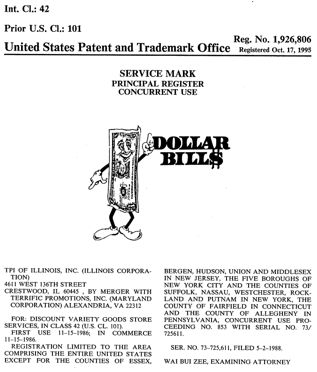 Int. Cl.: 42
Prior U.S. Cl.: 101
Reg. No. 1,926,806
United States Patent and Trademark Office Registered Oct. 17, 1995
SERVICE MARK
PRINCIPAL REGISTER
CONCURRENT USE
DOLLAR
BILL$
TPI OF ILLINOIS, INC. (ILLINOIS CORPORA-
TION)
4611 WEST 136TH STREET
CRESTWOOD, IL 60445 , BY MERGER WITH
TERRIFIC PROMOTIONS, INC. (MARYLAND
CORPORATION) ALEXANDRIA, VA 22312
FOR: DISCOUNT VARIETY GOODS STORE
SERVICES, IN CLASS 42 (U.S. CL. 101).
FIRST USE 11-15-1986; IN COMMERCE
11-15-1986.
REGISTRATION LIMITED TO THE AREA
COMPRISING THE ENTIRE UNITED STATES
EXCEPT FOR THE COUNTIES OF ESSEX,
BERGEN, HUDSON, UNION AND MIDDLESEX
IN NEW JERSEY, THE FIVE BOROUGHS OF
NEW YORK CITY AND THE COUNTIES OF
SUFFOLK, NASSAU, WESTCHESTER, ROCK-
LAND AND PUTNAM IN NEW YORK, THE
COUNTY OF FAIRFIELD IN CONNECTICUT
AND THE COUNTY OF ALLEGHENY IN
PENNSYLVANIA, CONCURRENT USE PRO-
CEEDING NO. 853 WITH SERIAL NO. 73/
725611.
SER. NO. 73-725,611, FILED 5-2-1988.
WAI BUI ZEE, EXAMINING ATTORNEY